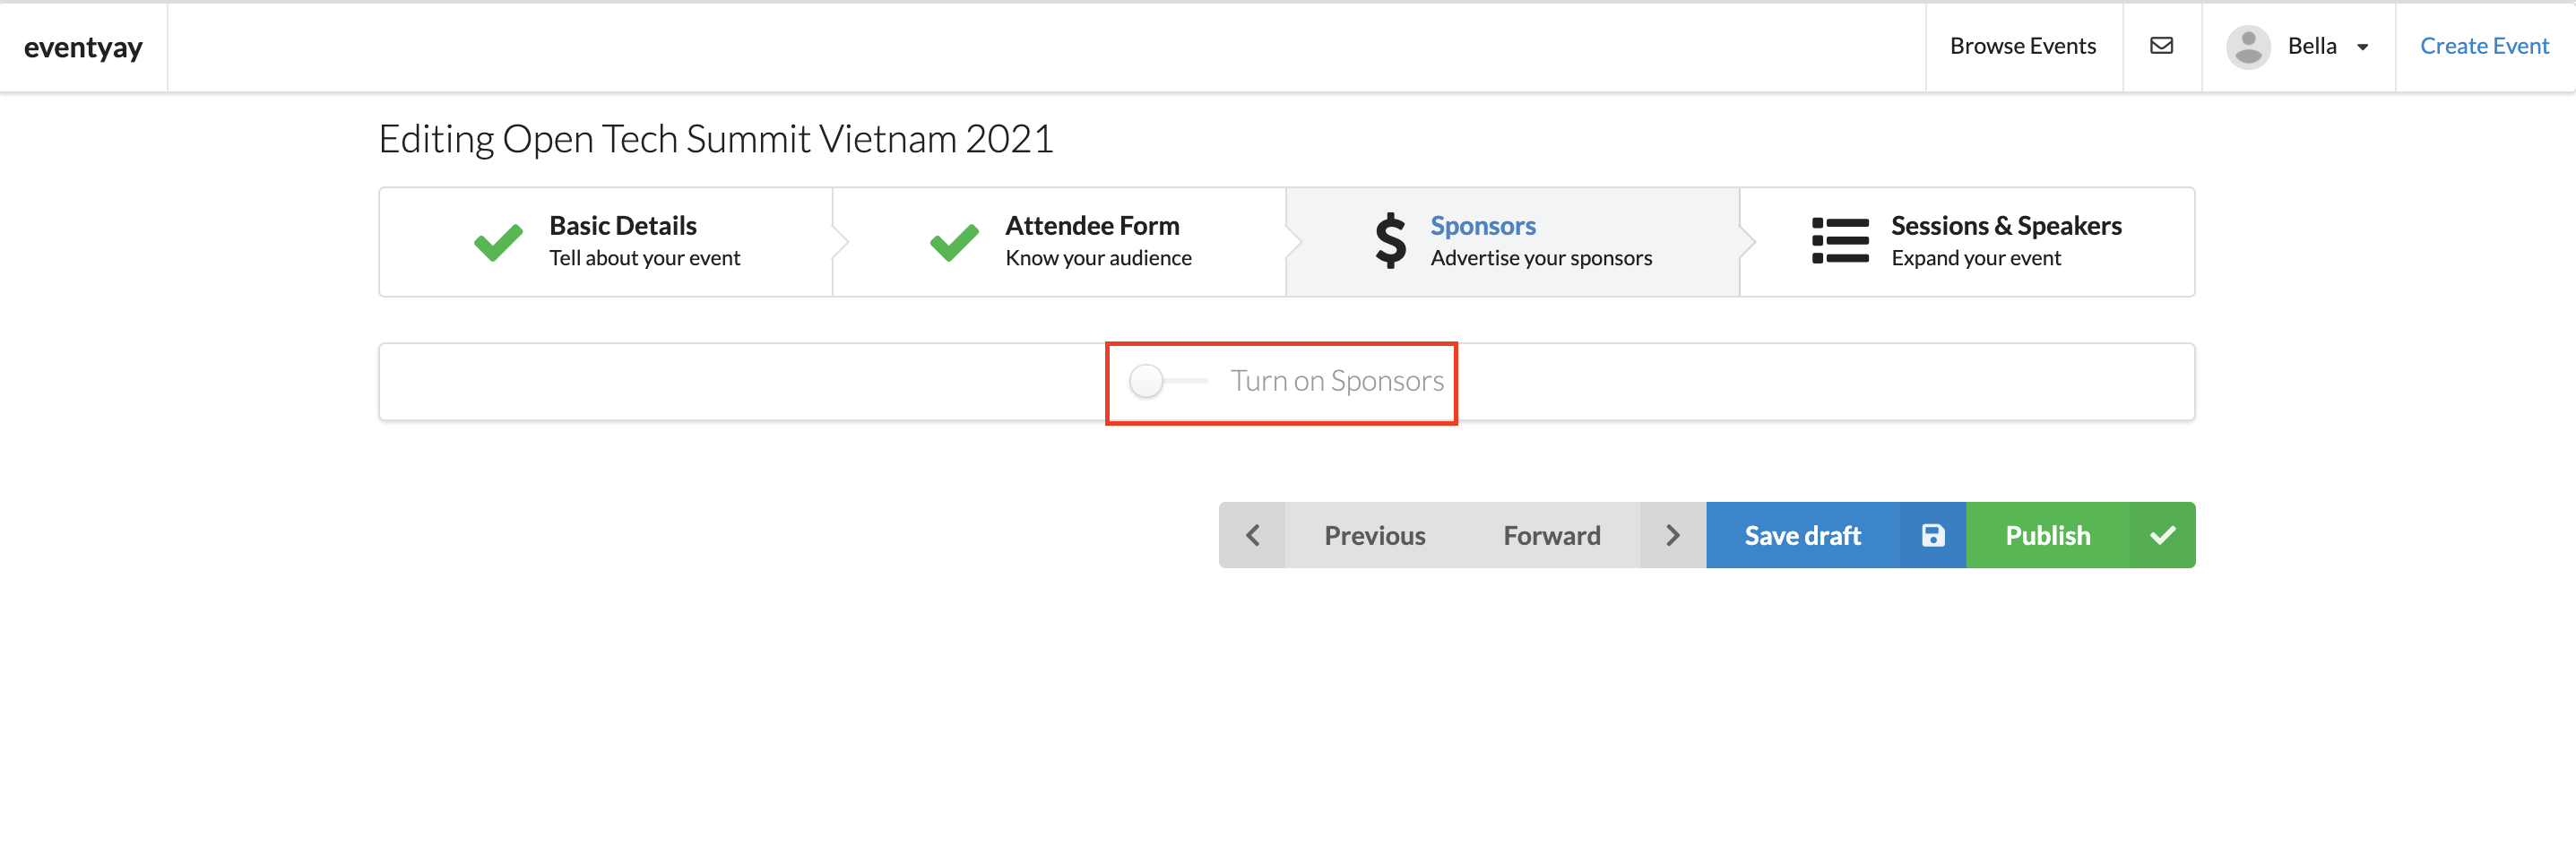 eventyay
Browse Events
Bella
Create Event
Editing Open Tech Summit Vietnam 2021
Basic Details
Tell about your event
Attendee Form
Know your audience
Sponsors
Advertise your sponsors
Sessions & Speakers
Expand your event
Turn on Sponsors
Previous
Forward
Save draft
Publish